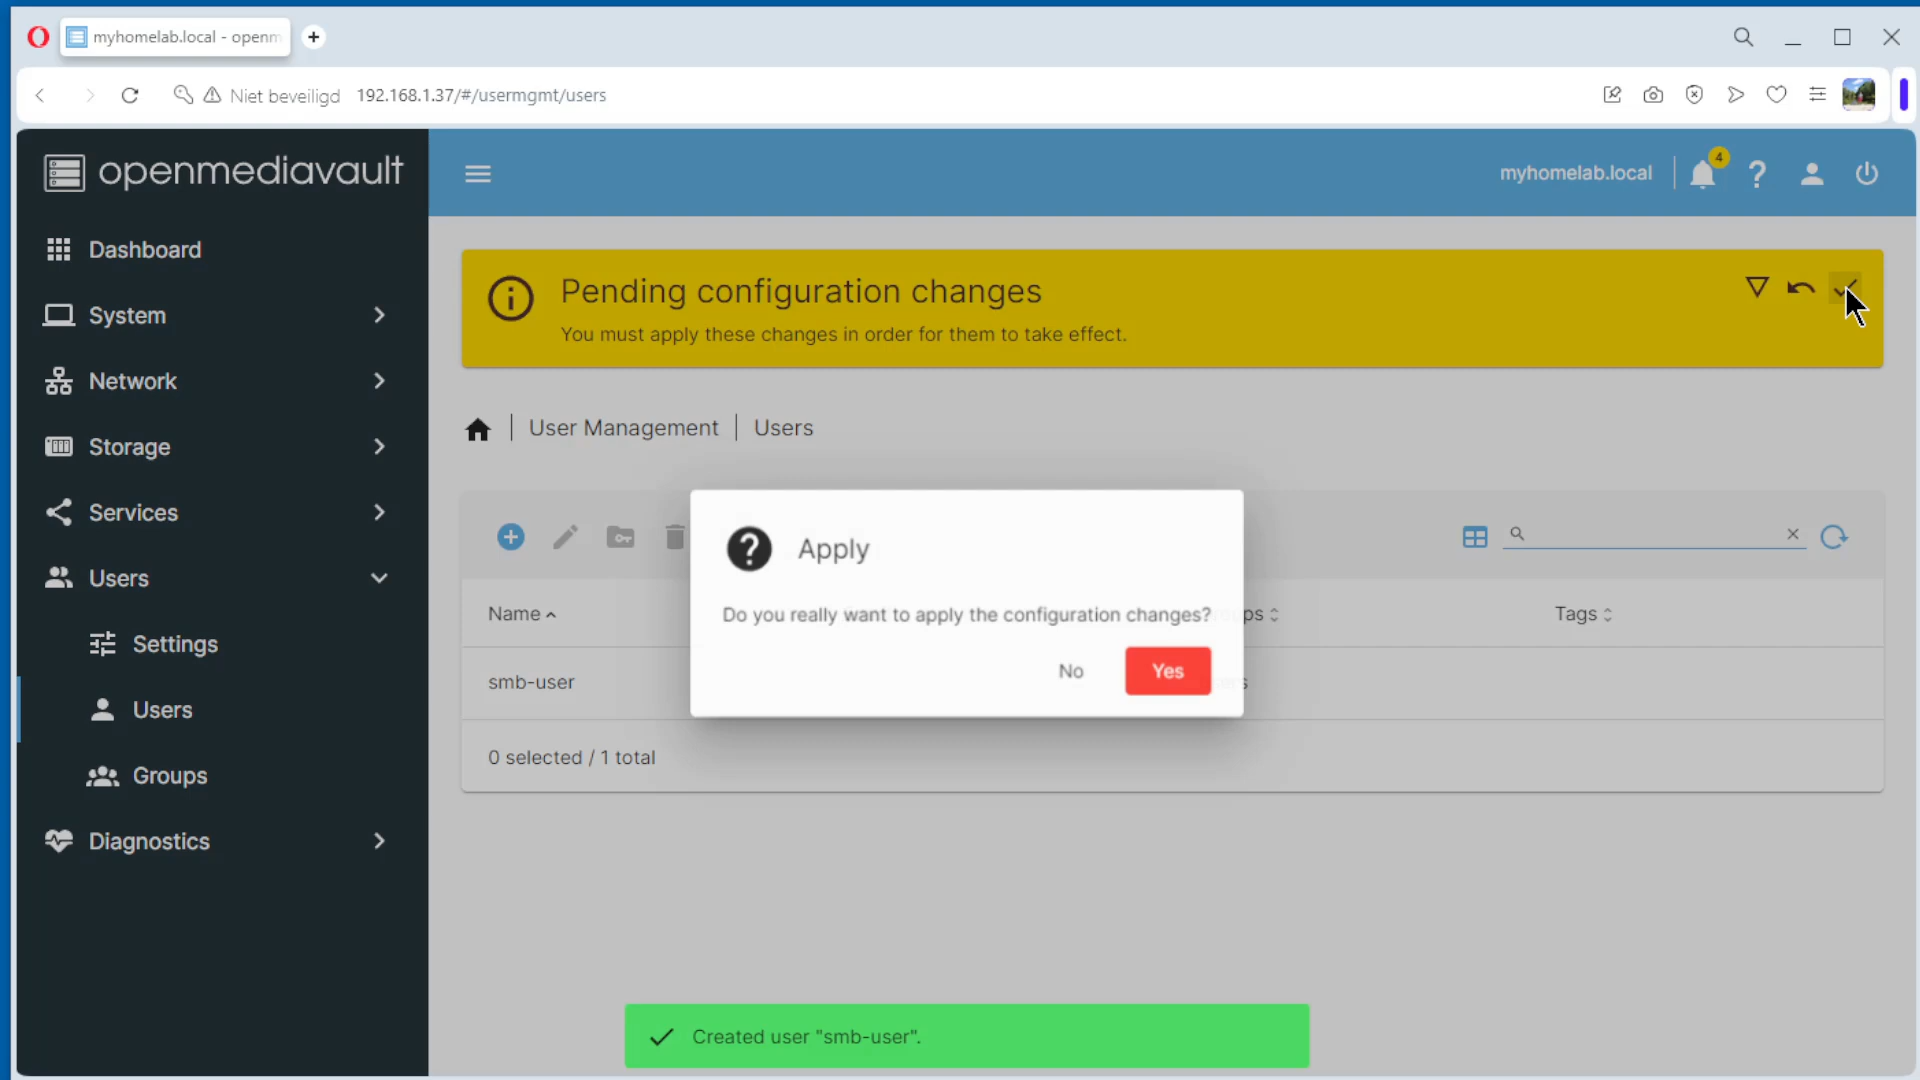 myhomelab.local - openm
Niet beveiligd 192.168.1.37/#/usermgmt/users
openmediavault
myhomelab.local
4
Dashboard
System
Network
Storage
Services
Users
Settings
Users
Groups
Diagnostics
Pending configuration changes
You must apply these changes in order for them to take effect.
User Management | Users
Name
Tags
smb-user
0 selected / 1 total
Apply
Do you really want to apply the configuration changes?
No
Yes
Created user "smb-user".